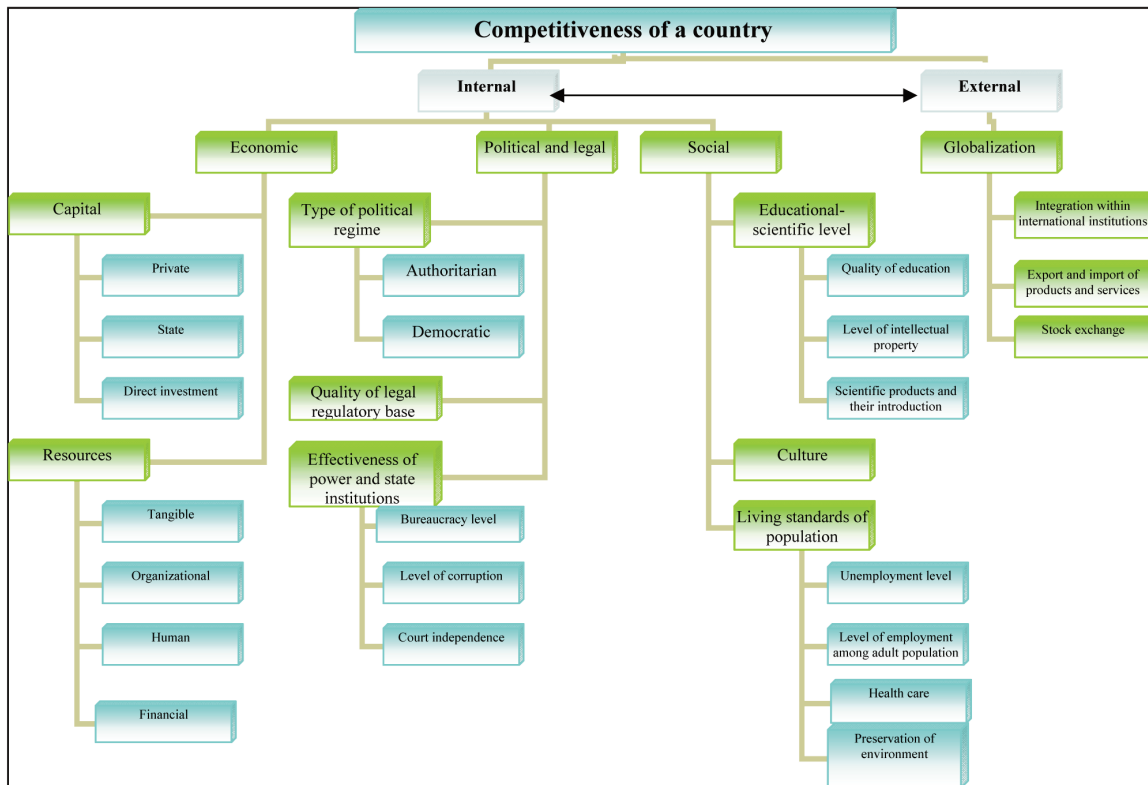 Competitiveness of a country
Internal
External
Economic
Political and legal
Social
Globalization
Capital
Private
State
Direct investment
Resources
Tangible
Organizational
Human
Financial
Type of political
regime
Authoritarian
Democratic
Quality of legal
regulatory base
Effectiveness of
power and state
institutions
Bureaucracy level
Level of corruption
Court independence
Educational-
scientific level
Quality of education
Level of intellectual
property
Scientific products and
their introduction
Culture
Living standards of
population
Unemployment level
Level of employment
among adult population
Health care
Preservation of
environment
Integration within
international institutions
Export and import of
products and services
Stock exchange